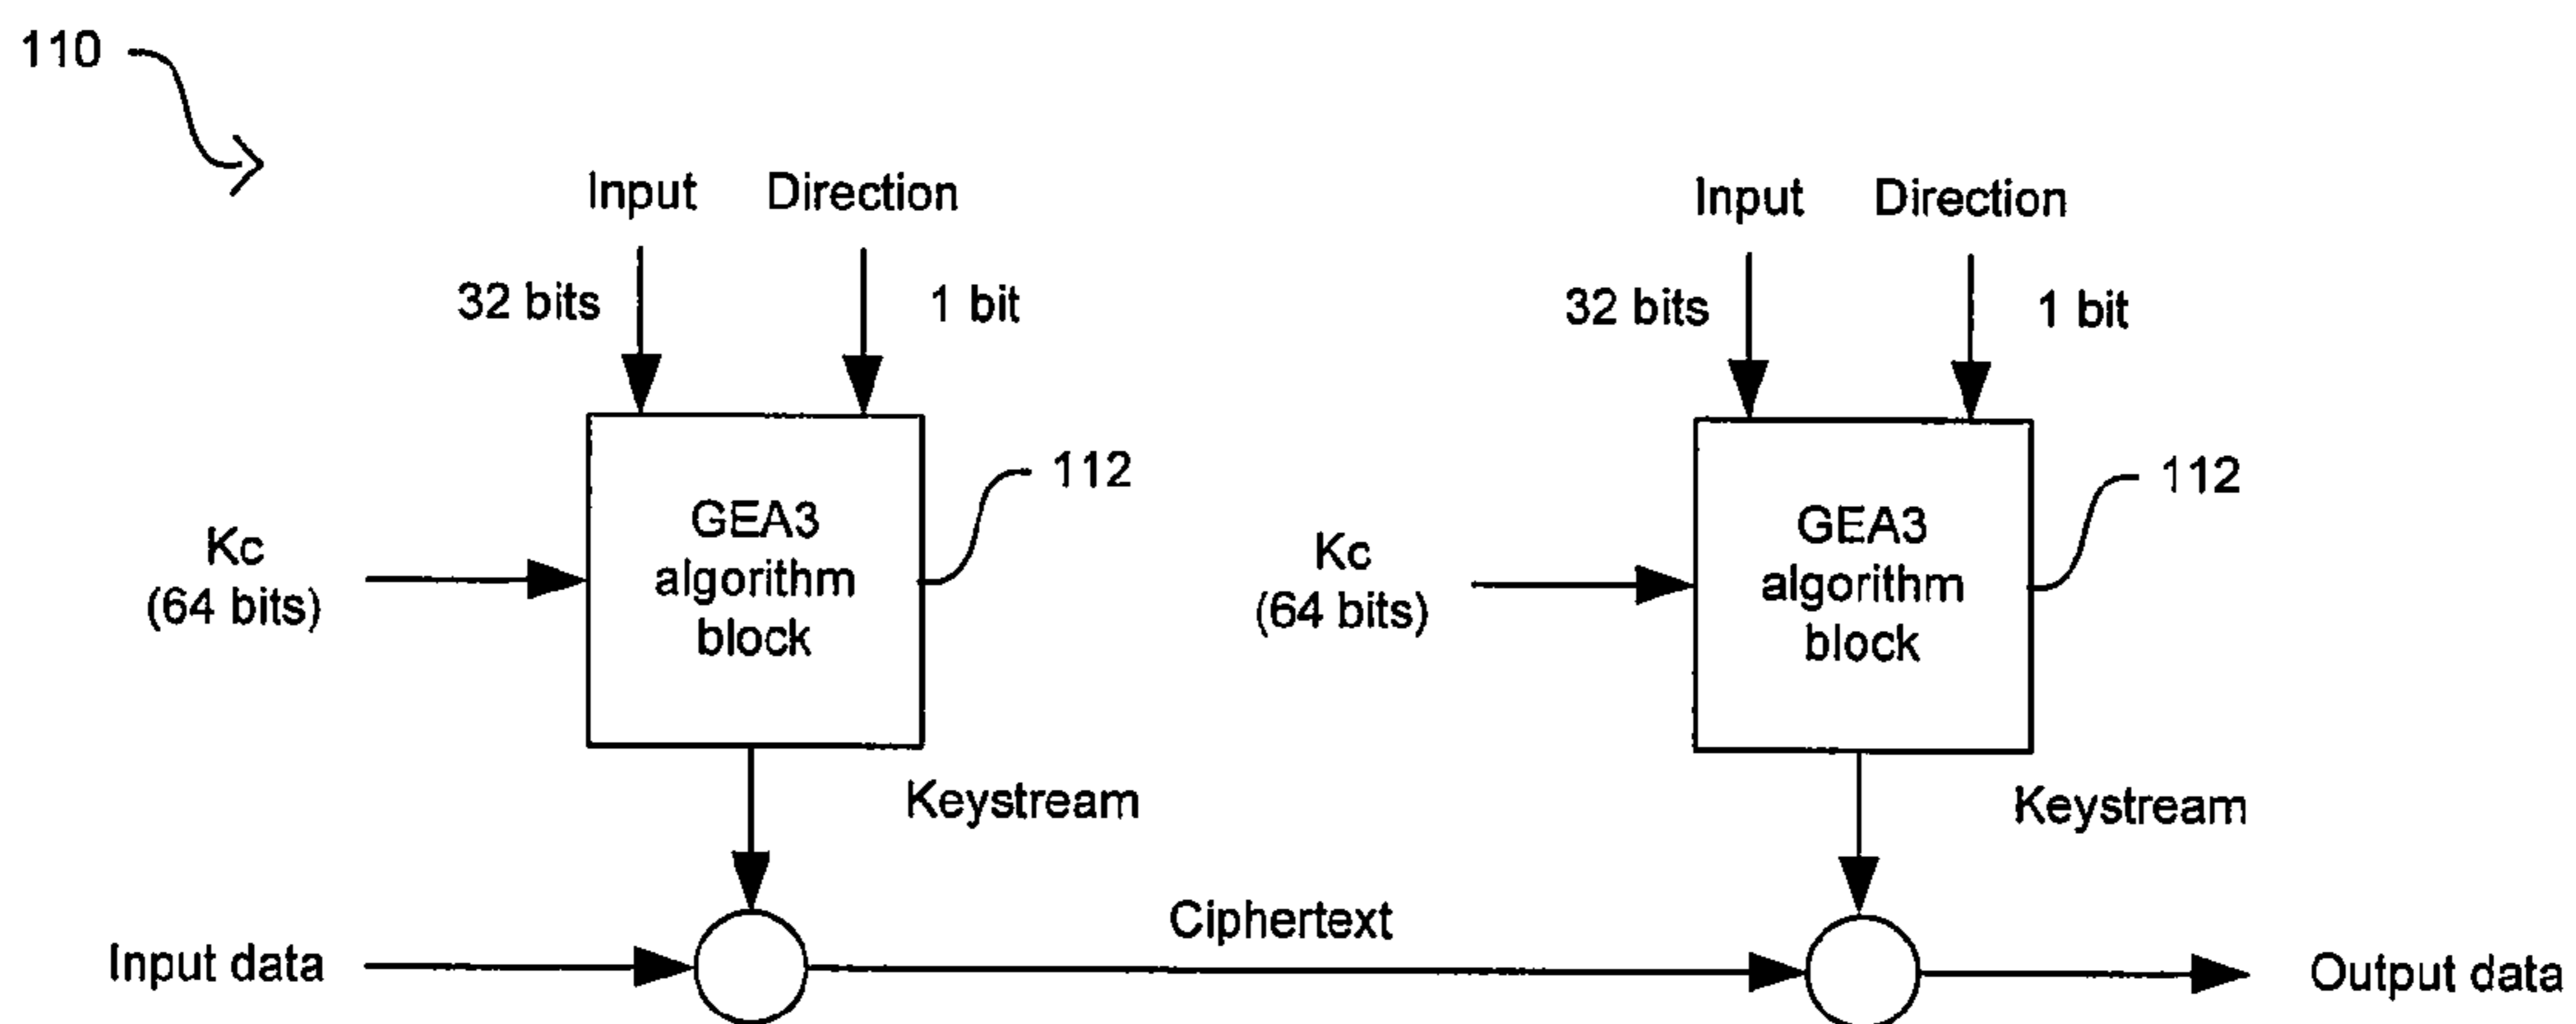 110
Input Direction
32 bits 1 bit
Kc
(64 bits)
GEA3
algorithm
block
112
Keystream
Input data
Ciphertext
Input Direction
32 bits 1 bit
Kc
(64 bits)
GEA3
algorithm
block
112
Keystream
Output data